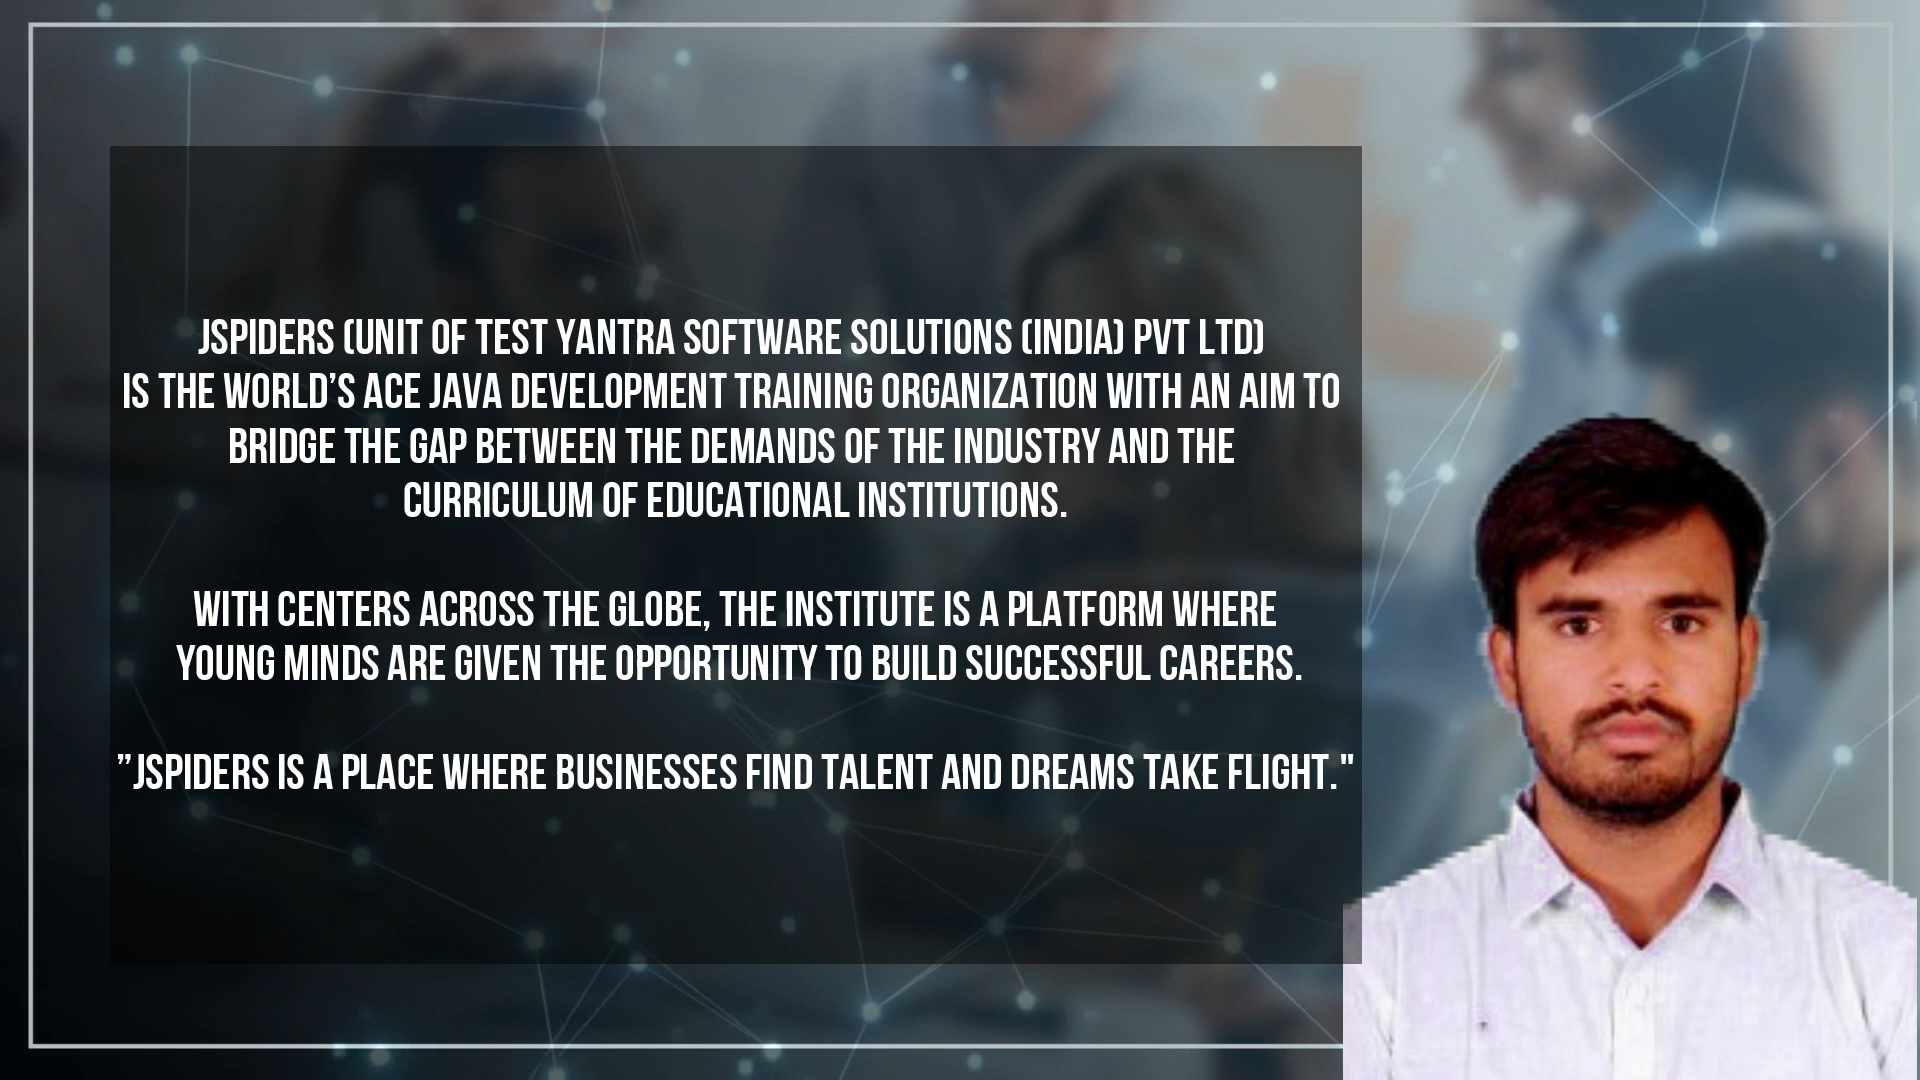 JSPIDERS (UNIT OF TEST YANTRA SOFTWARE SOLUTIONS (INDIA) PVT LTD)
IS THE WORLD’S ACE JAVA DEVELOPMENT TRAINING ORGANIZATION WITH AN AIM TO
BRIDGE THE GAP BETWEEN THE DEMANDS OF THE INDUSTRY AND THE
CURRICULUM OF EDUCATIONAL INSTITUTIONS.
WITH CENTERS ACROSS THE GLOBE, THE INSTITUTE IS A PLATFORM WHERE
YOUNG MINDS ARE GIVEN THE OPPORTUNITY TO BUILD SUCCESSFUL CAREERS.
”JSPIDERS IS A PLACE WHERE BUSINESSES FIND TALENT AND DREAMS TAKE FLIGHT."